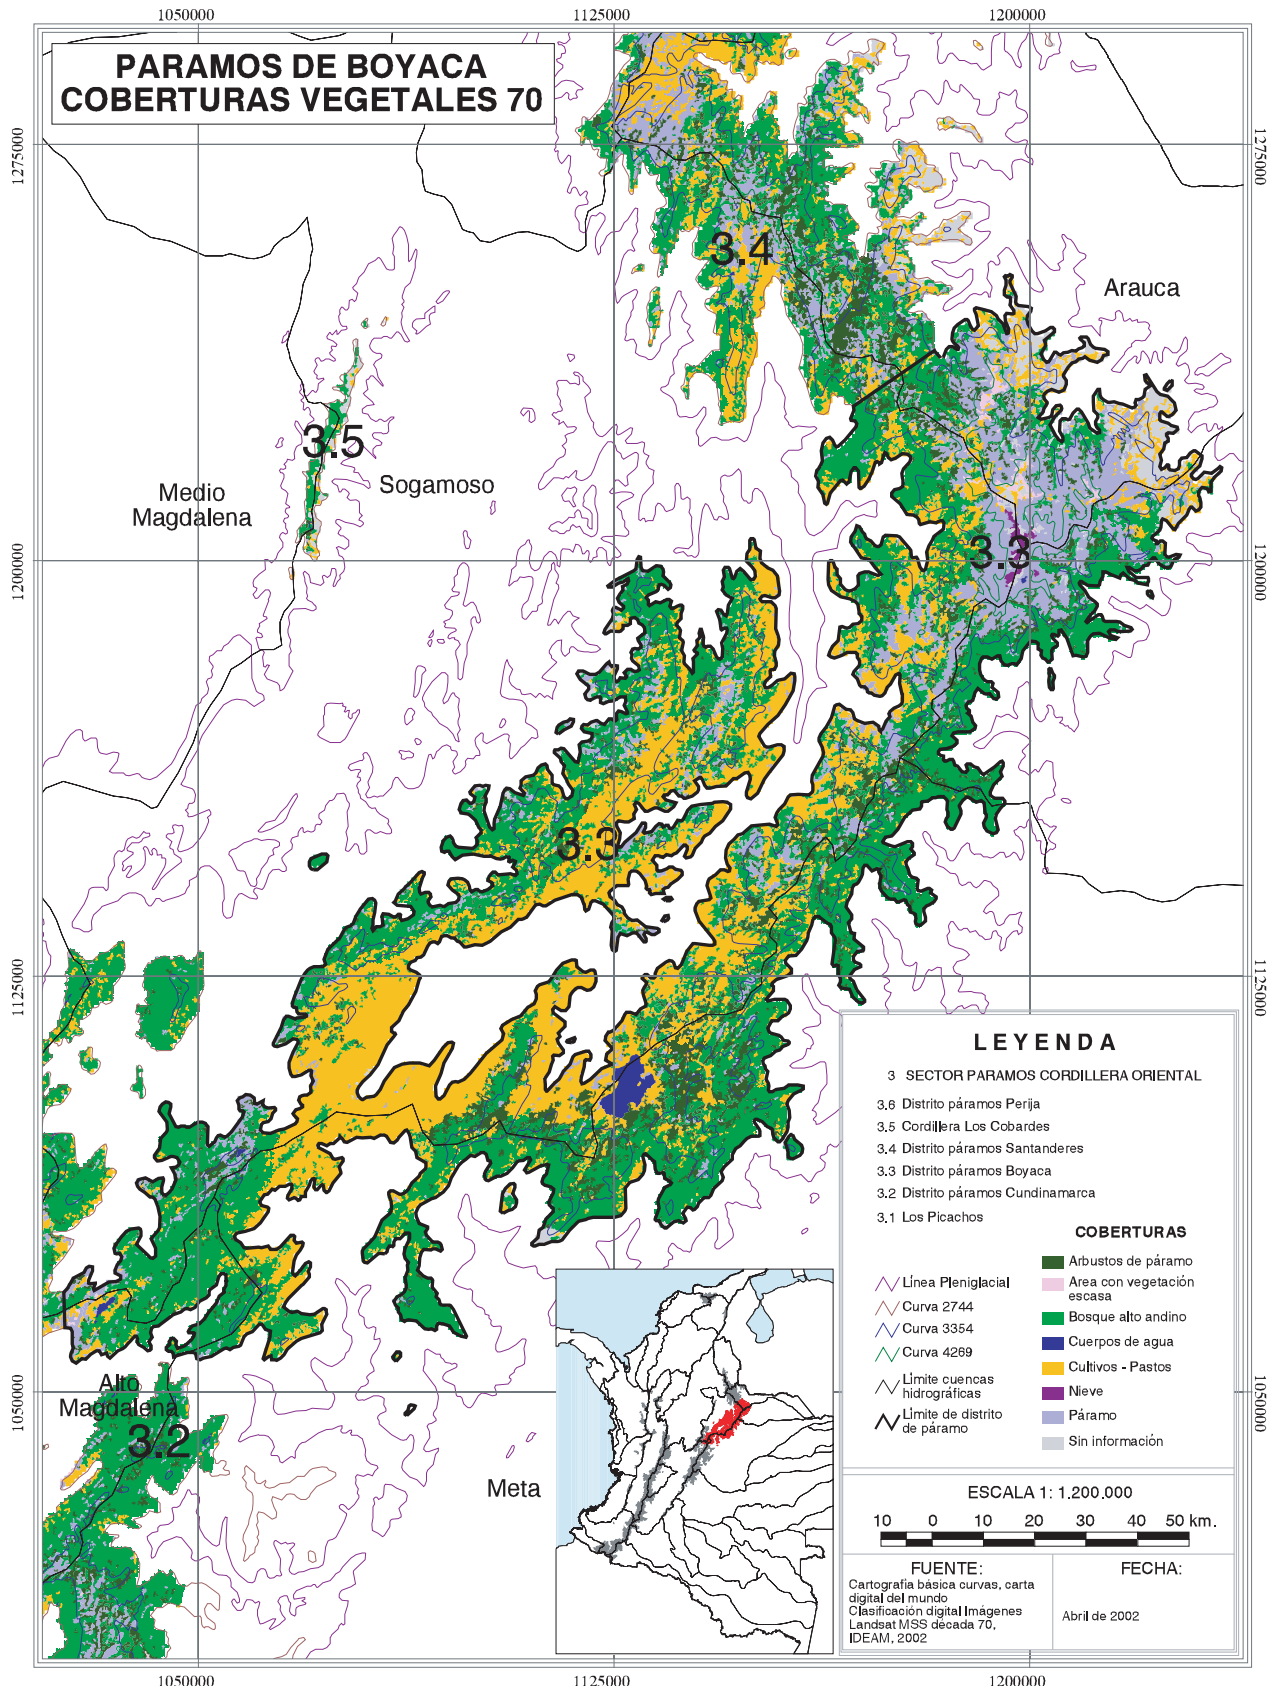 1050000
1125000
1200000
PARAMOS DE BOYACA
COBERTURAS VEGETALES 70
1275000
1275000
3.4
Arauca
3.5
Medio
Magdalena
Sogamoso
3.3
1200000
1200000
3.3
1125000
1125000
Alto
Magdalena
3.2
1050000
1050000
Meta
LEYENDA
3 SECTOR PARAMOS CORDILLERA ORIENTAL
3.6 Distrito páramos Perija
3.5 Cordillera Los Cobardes
3.4 Distrito páramos Santanderes
3.3 Distrito páramos Boyaca
3.2 Distrito páramos Cundinamarca
3.1 Los Picachos
Línea Pleniglacial
Curva 2744
Curva 3354
Curva 4269
Limite cuencas
hidrográficas
Limite de distrito
de páramo
COBERTURAS
Arbustos de páramo
Area con vegetación
escasa
Bosque alto andino
Cuerpos de agua
Cultivos - Pastos
Nieve
Páramo
Sin información
ESCALA 1: 1.200.000
10 0 10 20 30 40 50 km.
FUENTE:
Cartografia básica curvas, carta
digital del mundo
Clasificación digital Imágenes
Landsat MSS década 70,
IDEAM, 2002
FECHA:
Abril de 2002
1050000
1125000
1200000